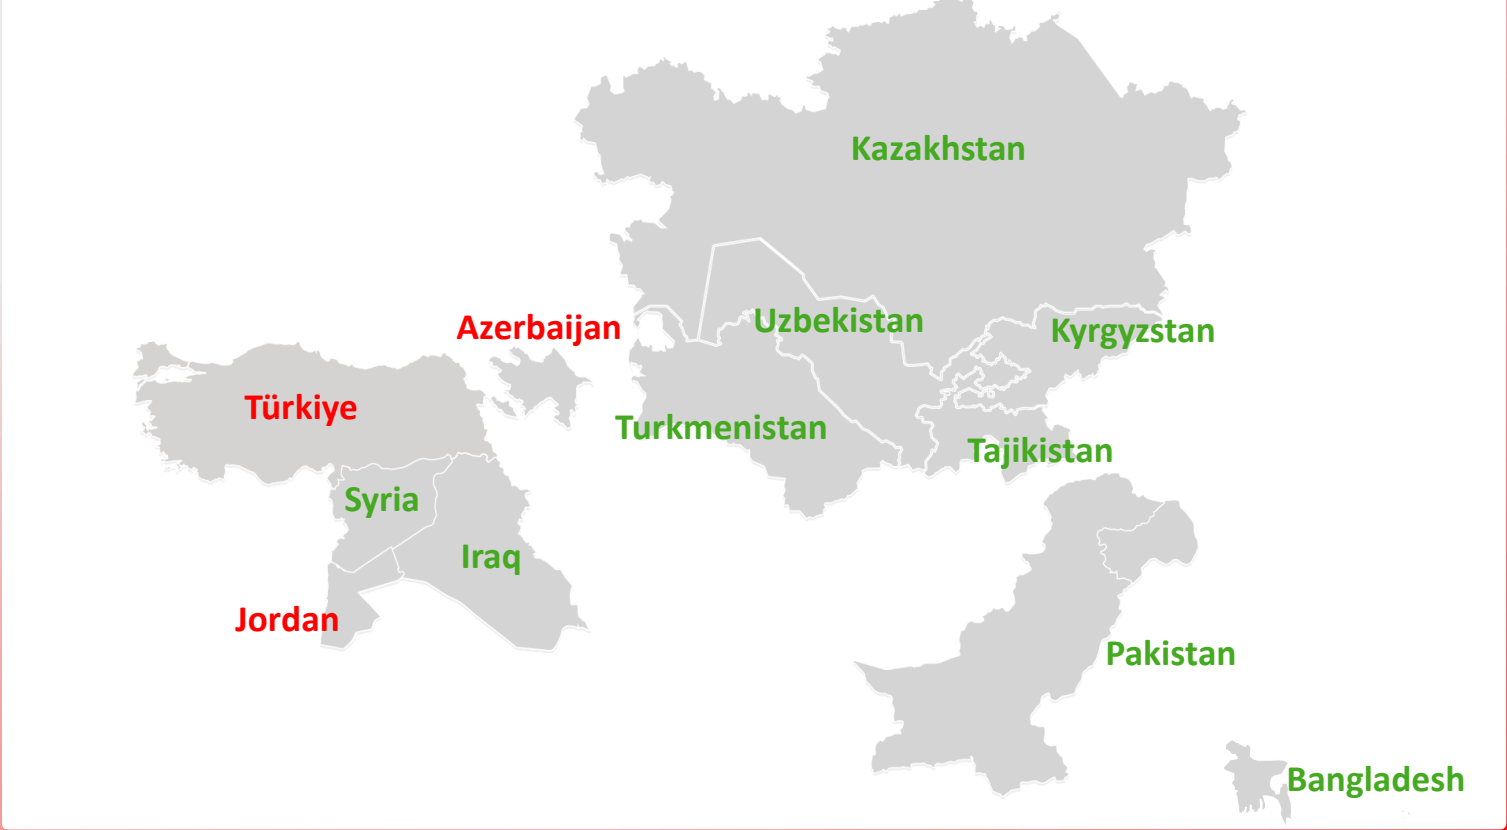 Kazakhstan
Azerbaijan
Uzbekistan
Kyrgyzstan
Türkiye
Turkmenistan
Tajikistan
Syria
Iraq
Jordan
Pakistan
Bangladesh